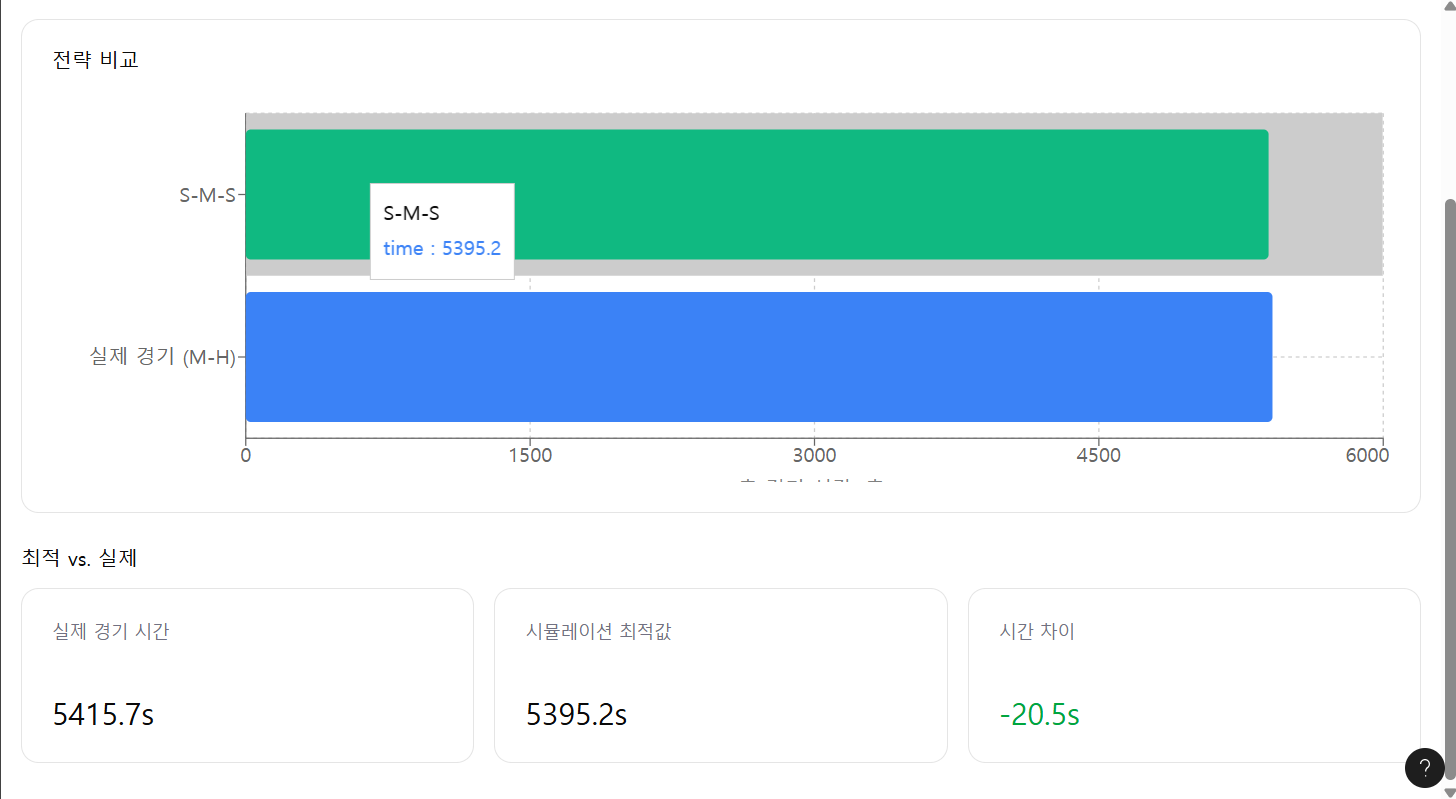 전략 비교
S-M-S
S-M-S
time : 5395.2
실제 경기 (M-H)
0 1500 3000 4500 6000
최적 vs. 실제
실제 경기 시간
5415.7s
시뮬레이션 최적값
5395.2s
시간 차이
-20.5s
?